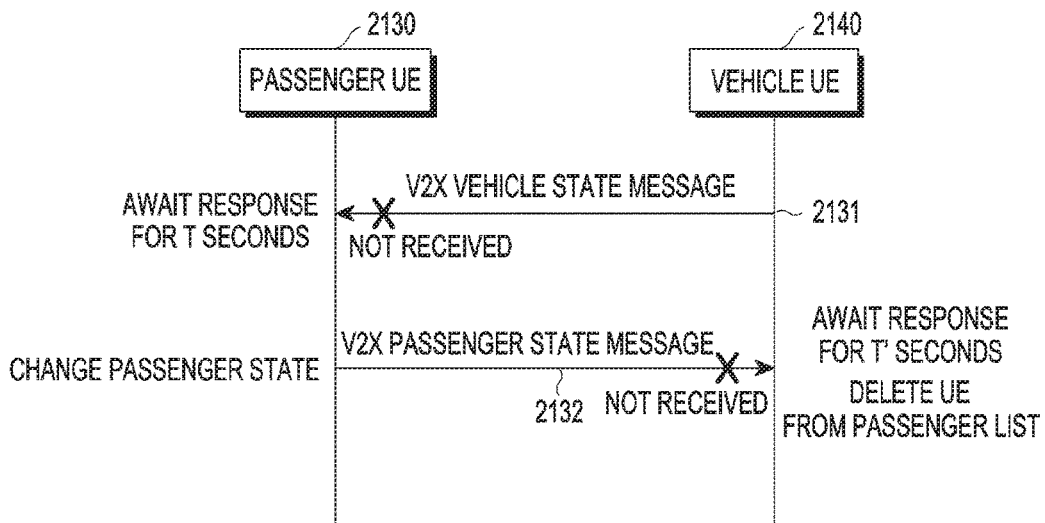 2130
2140
PASSENGER UE
VEHICLE UE
V2X VEHICLE STATE MESSAGE
AWAIT RESPONSE
FOR T SECONDS
2131
NOT RECEIVED
V2X PASSENGER STATE MESSAGE
CHANGE PASSENGER STATE
2132
NOT RECEIVED
AWAIT RESPONSE
FOR T' SECONDS
DELETE UE
FROM PASSENGER LIST